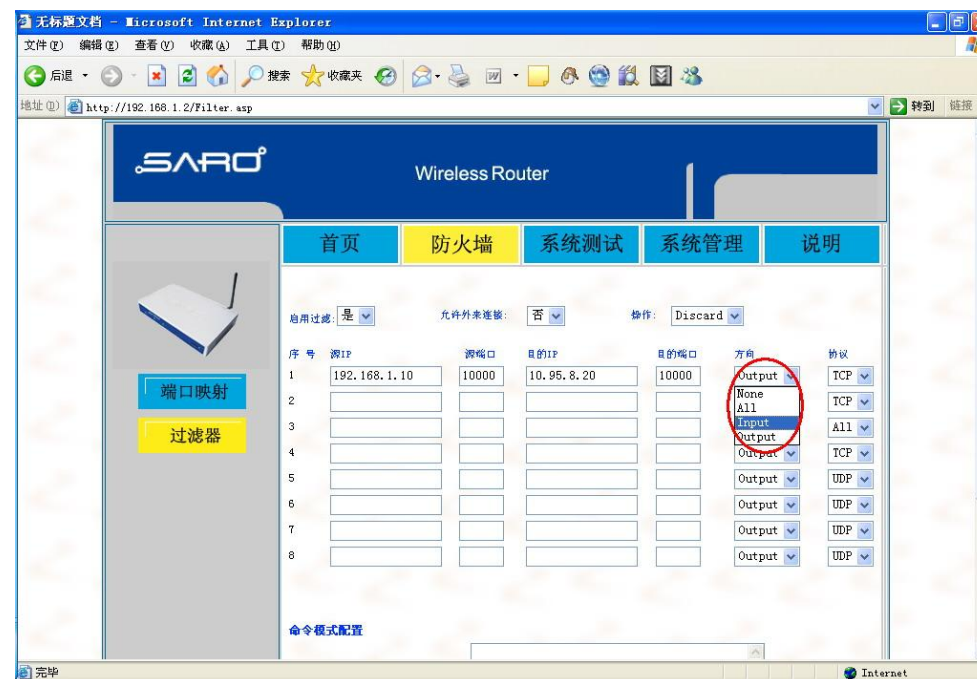 无标题文档 - Microsoft Internet Explorer
文件(F) 编辑(E) 查看(V) 收藏(A) 工具(T) 帮助(H)
后退 搜索 收藏夹
地址(D) http://192.168.1.2/Filter.asp 转到 链接
SARO
Wireless Router
首页 防火墙 系统测试 系统管理 说明
启用过滤: 是 允许外来连接: 否 操作: Discard
序号 源IP 源端口 目的IP 目的端口 方向 协议
1 192.168.1.10 10000 10.95.8.20 10000 Output TCP
None
2 TCP
All
Input
3 All
Output
4 Output TCP
5 Output UDP
6 Output UDP
7 Output UDP
8 Output UDP
端口映射
过滤器
命令模式配置
完毕 Internet